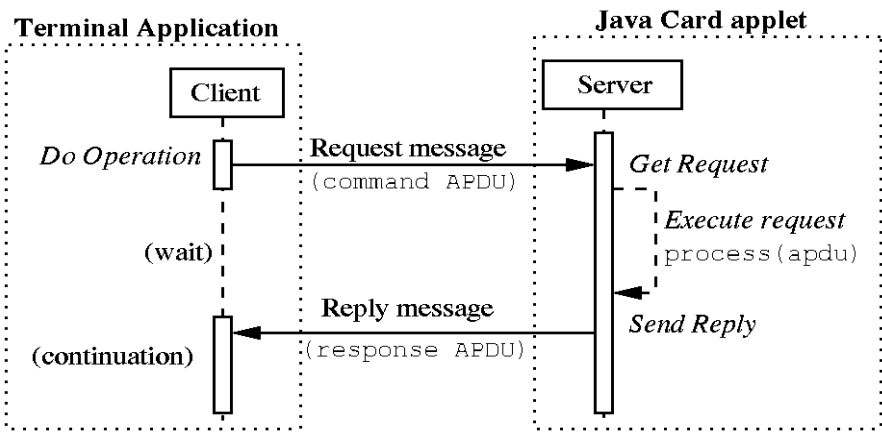 Terminal Application
Java Card applet
Client
Server
Do Operation
Request message
(command APDU)
Get Request
Execute request
process(apdu)
(wait)
Reply message
(response APDU)
Send Reply
(continuation)